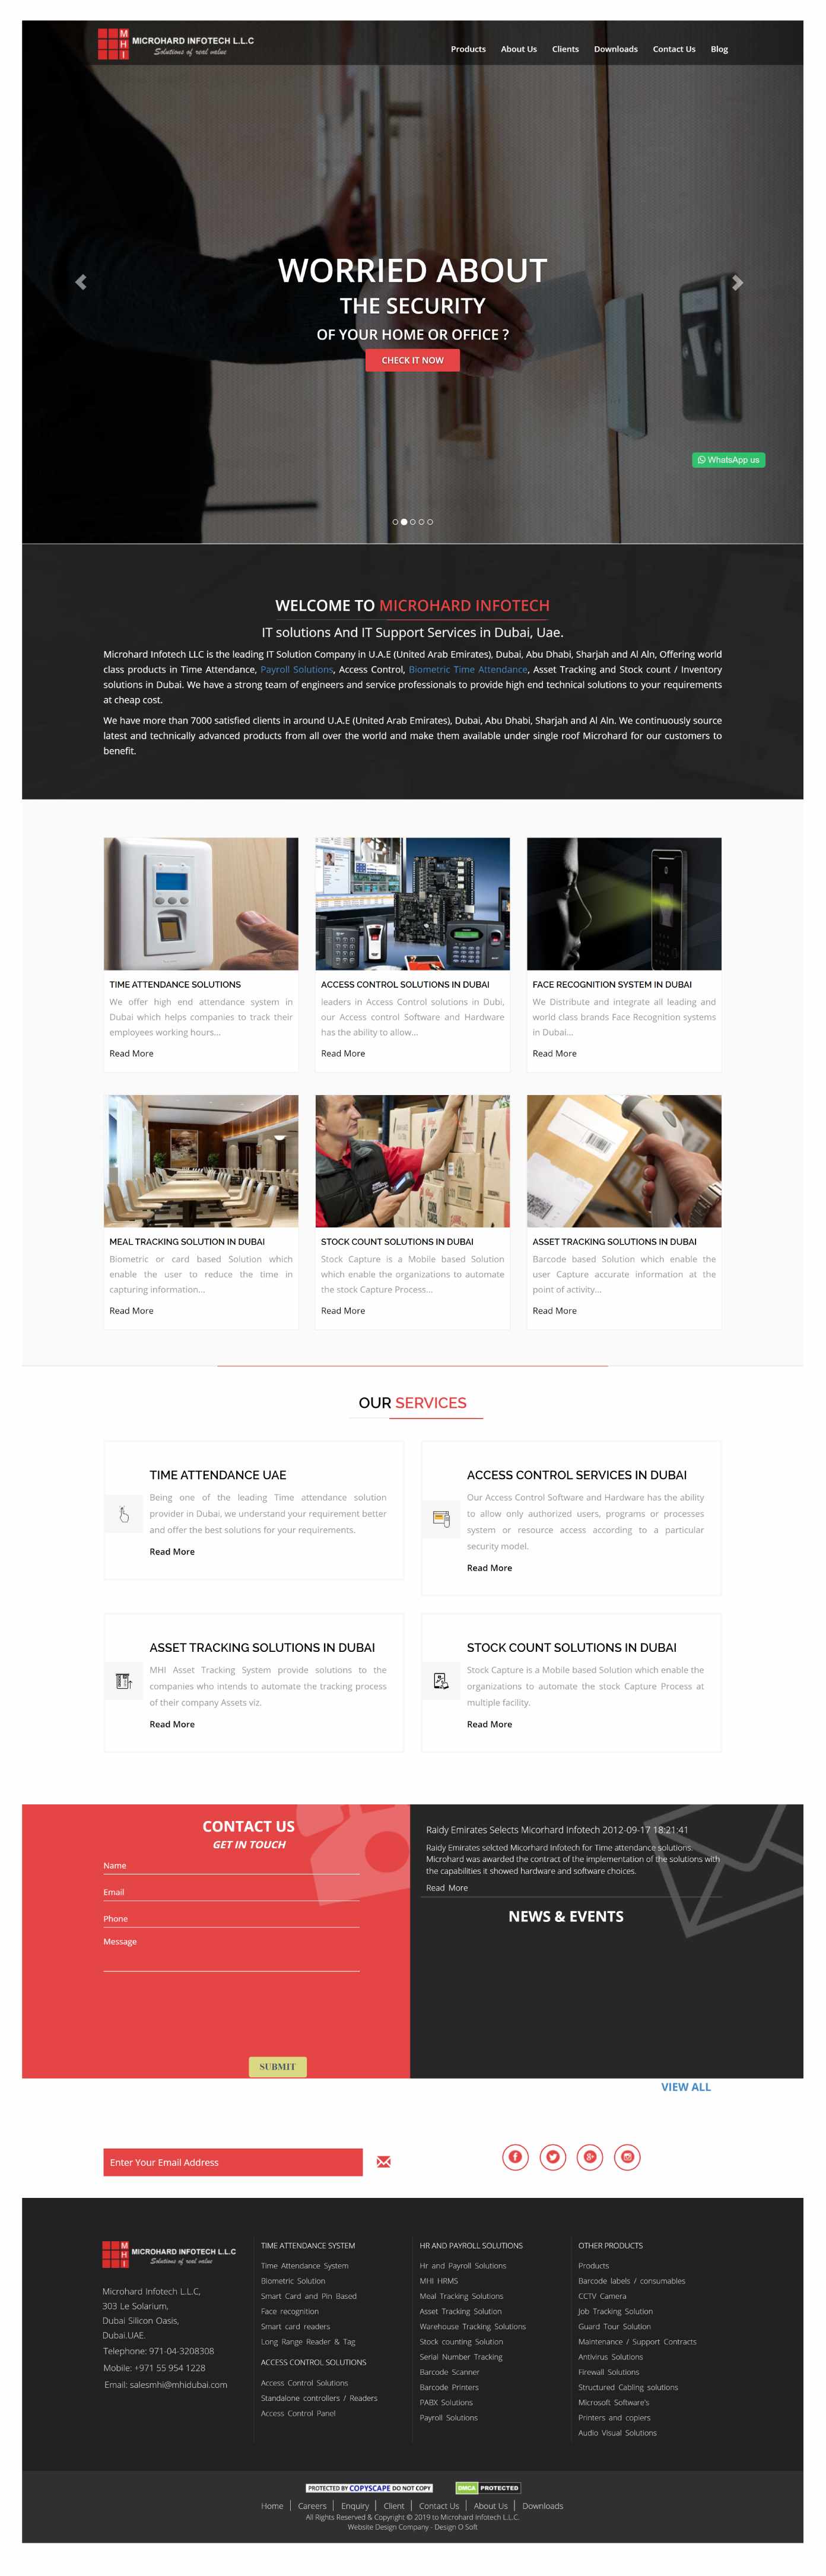 MHI MICROHARD INFOTECH L.L.C
Solutions of real value
Products About Us Clients Downloads Contact Us Blog
WORRIED ABOUT
THE SECURITY
OF YOUR HOME OR OFFICE ?
CHECK IT NOW
WhatsApp us
WELCOME TO MICROHARD INFOTECH
IT solutions And IT Support Services in Dubai, Uae.
Microhard Infotech LLC is the leading IT Solution Company in U.A.E (United Arab Emirates), Dubai, Abu Dhabi, Sharjah and Al Aln, Offering world
class products in Time Attendance, Payroll Solutions, Access Control, Biometric Time Attendance, Asset Tracking and Stock count / Inventory
solutions in Dubai. We have a strong team of engineers and service professionals to provide high end technical solutions to your requirements
at cheap cost.
We have more than 7000 satisfied clients in around U.A.E (United Arab Emirates), Dubai, Abu Dhabi, Sharjah and Al Aln. We continuously source
latest and technically advanced products from all over the world and make them available under single roof Microhard for our customers to
benefit.
TIME ATTENDANCE SOLUTIONS
We offer high end attendance system in
Dubai which helps companies to track their
employees working hours...
Read More
ACCESS CONTROL SOLUTIONS IN DUBAI
leaders in Access Control solutions in Dubi,
our Access control Software and Hardware
has the ability to allow...
Read More
FACE RECOGNITION SYSTEM IN DUBAI
We Distribute and integrate all leading and
world class brands Face Recognition systems
in Dubai...
Read More
MEAL TRACKING SOLUTION IN DUBAI
Biometric or card based Solution which
enable the user to reduce the time in
capturing information...
Read More
STOCK COUNT SOLUTIONS IN DUBAI
Stock Capture is a Mobile based Solution
which enable the organizations to automate
the stock Capture Process...
Read More
ASSET TRACKING SOLUTIONS IN DUBAI
Barcode based Solution which enable the
user Capture accurate information at the
point of activity...
Read More
OUR SERVICES
TIME ATTENDANCE UAE
Being one of the leading Time attendance solution
provider in Dubai, we understand your requirement better
and offer the best solutions for your requirements.
Read More
ACCESS CONTROL SERVICES IN DUBAI
Our Access Control Software and Hardware has the ability
to allow only authorized users, programs or processes
system or resource access according to a particular
security model.
Read More
ASSET TRACKING SOLUTIONS IN DUBAI
MHI Asset Tracking System provide solutions to the
companies who intends to automate the tracking process
of their company Assets viz.
Read More
STOCK COUNT SOLUTIONS IN DUBAI
Stock Capture is a Mobile based Solution which enable the
organizations to automate the stock Capture Process at
multiple facility.
Read More
CONTACT US
GET IN TOUCH
Name
Email
Phone
Message
SUBMIT
Raidy Emirates Selects Micorhard Infotech 2012-09-17 18:21:41
Raidy Emirates selcted Micorhard Infotech for Time attendance solutions.
Microhard was awarded the contract of the implementation of the solutions with
the capabilities it showed hardware and software choices.
Read More
NEWS & EVENTS
VIEW ALL
Enter Your Email Address
MHI MICROHARD INFOTECH L.L.C
Solutions of real value
Microhard Infotech L.L.C,
303 Le Solarium,
Dubai Silicon Oasis,
Dubai.UAE.
Telephone: 971-04-3208308
Mobile: +971 55 954 1228
Email: salesmhi@mhidubai.com
TIME ATTENDANCE SYSTEM
Time Attendance System
Biometric Solution
Smart Card and Pin Based
Face recognition
Smart card readers
Long Range Reader & Tag
ACCESS CONTROL SOLUTIONS
Access Control Solutions
Standalone controllers / Readers
Access Control Panel
HR AND PAYROLL SOLUTIONS
Hr and Payroll Solutions
MHI HRMS
Meal Tracking Solutions
Asset Tracking Solution
Warehouse Tracking Solutions
Stock counting Solution
Serial Number Tracking
Barcode Scanner
Barcode Printers
PABX Solutions
Payroll Solutions
OTHER PRODUCTS
Products
Barcode labels / consumables
CCTV Camera
Job Tracking Solution
Guard Tour Solution
Maintenance / Support Contracts
Antivirus Solutions
Firewall Solutions
Structured Cabling solutions
Microsoft Software's
Printers and copiers
Audio Visual Solutions
PROTECTED BY COPYSCAPE DO NOT COPY
DMCA PROTECTED
Home | Careers | Enquiry | Client | Contact Us | About Us | Downloads
All Rights Reserved & Copyright © 2019 to Microhard Infotech L.L.C.
Website Design Company - Design O Soft